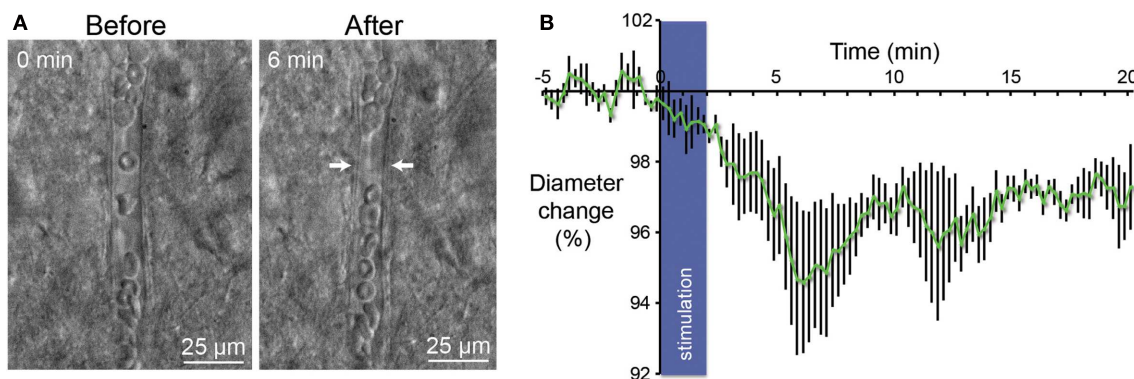 A
Before
After
0 min
6 min
25 µm
25 µm
B
102
Time (min)
-5
0
5
10
15
20
98
Diameter
change
(%)
96
94
92
stimulation